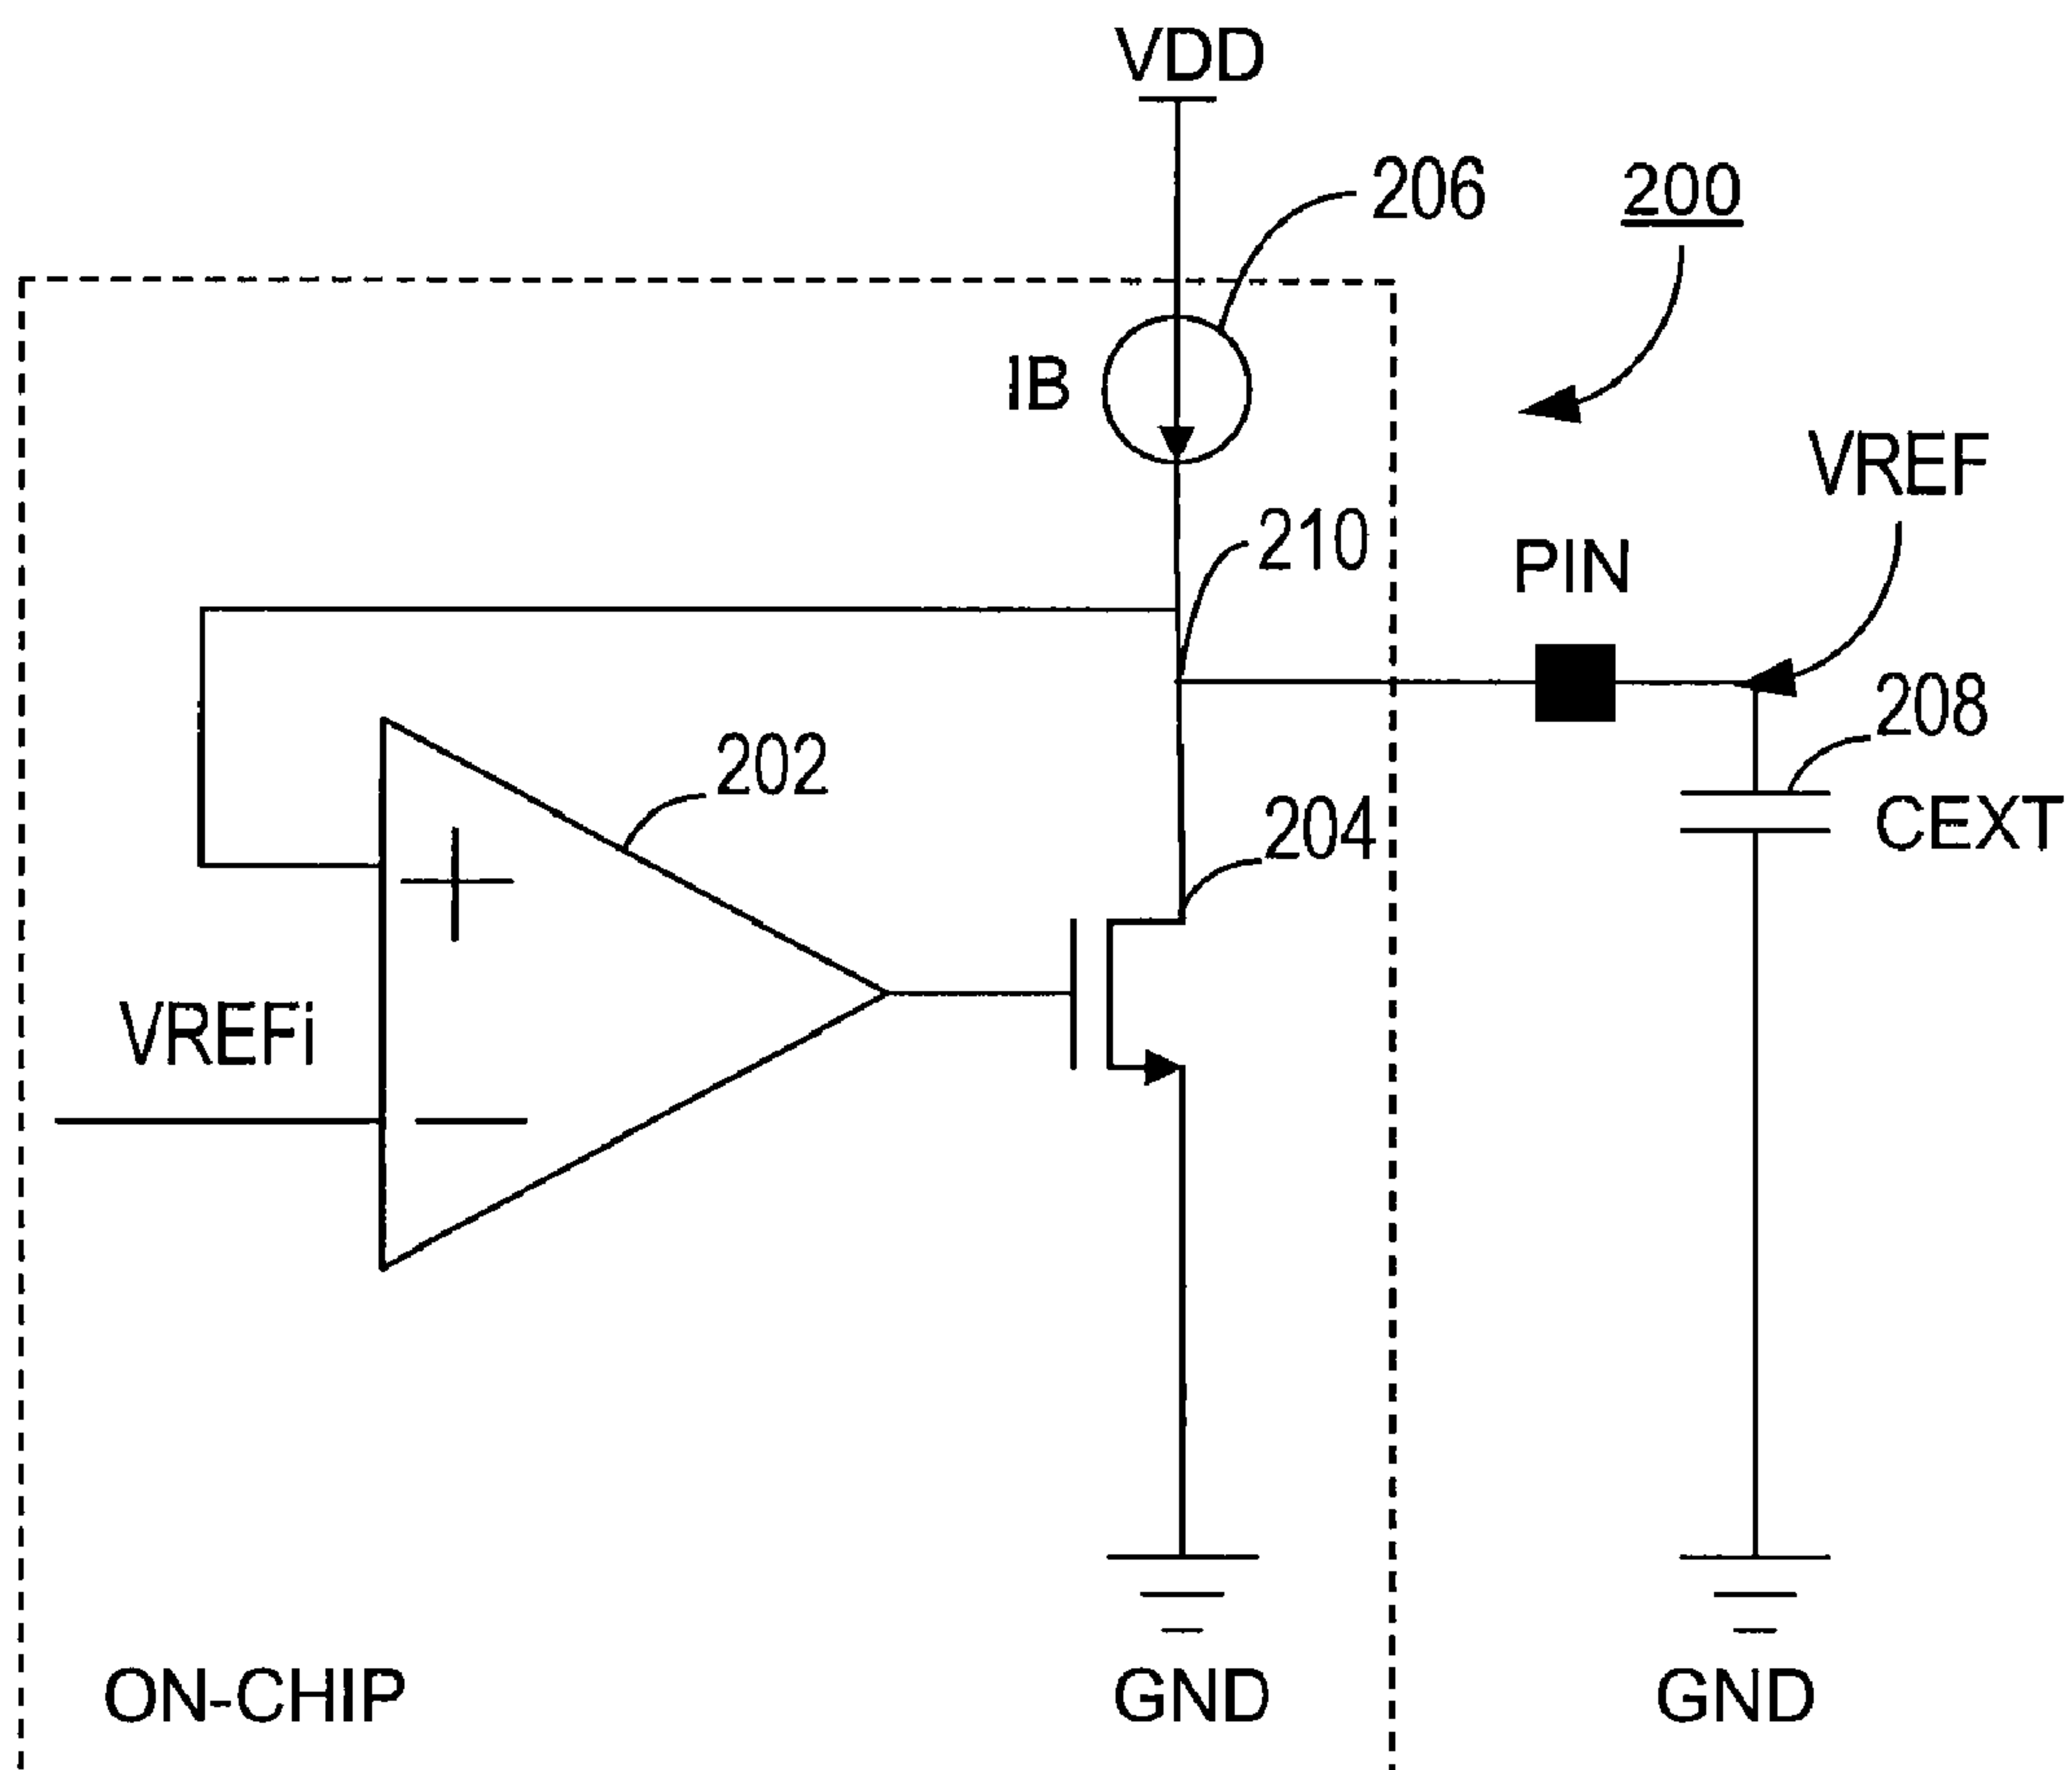 VDD
206
200
IB
VREF
210
PIN
208
202
204
CEXT
+
VREFi
−
ON-CHIP
GND
GND